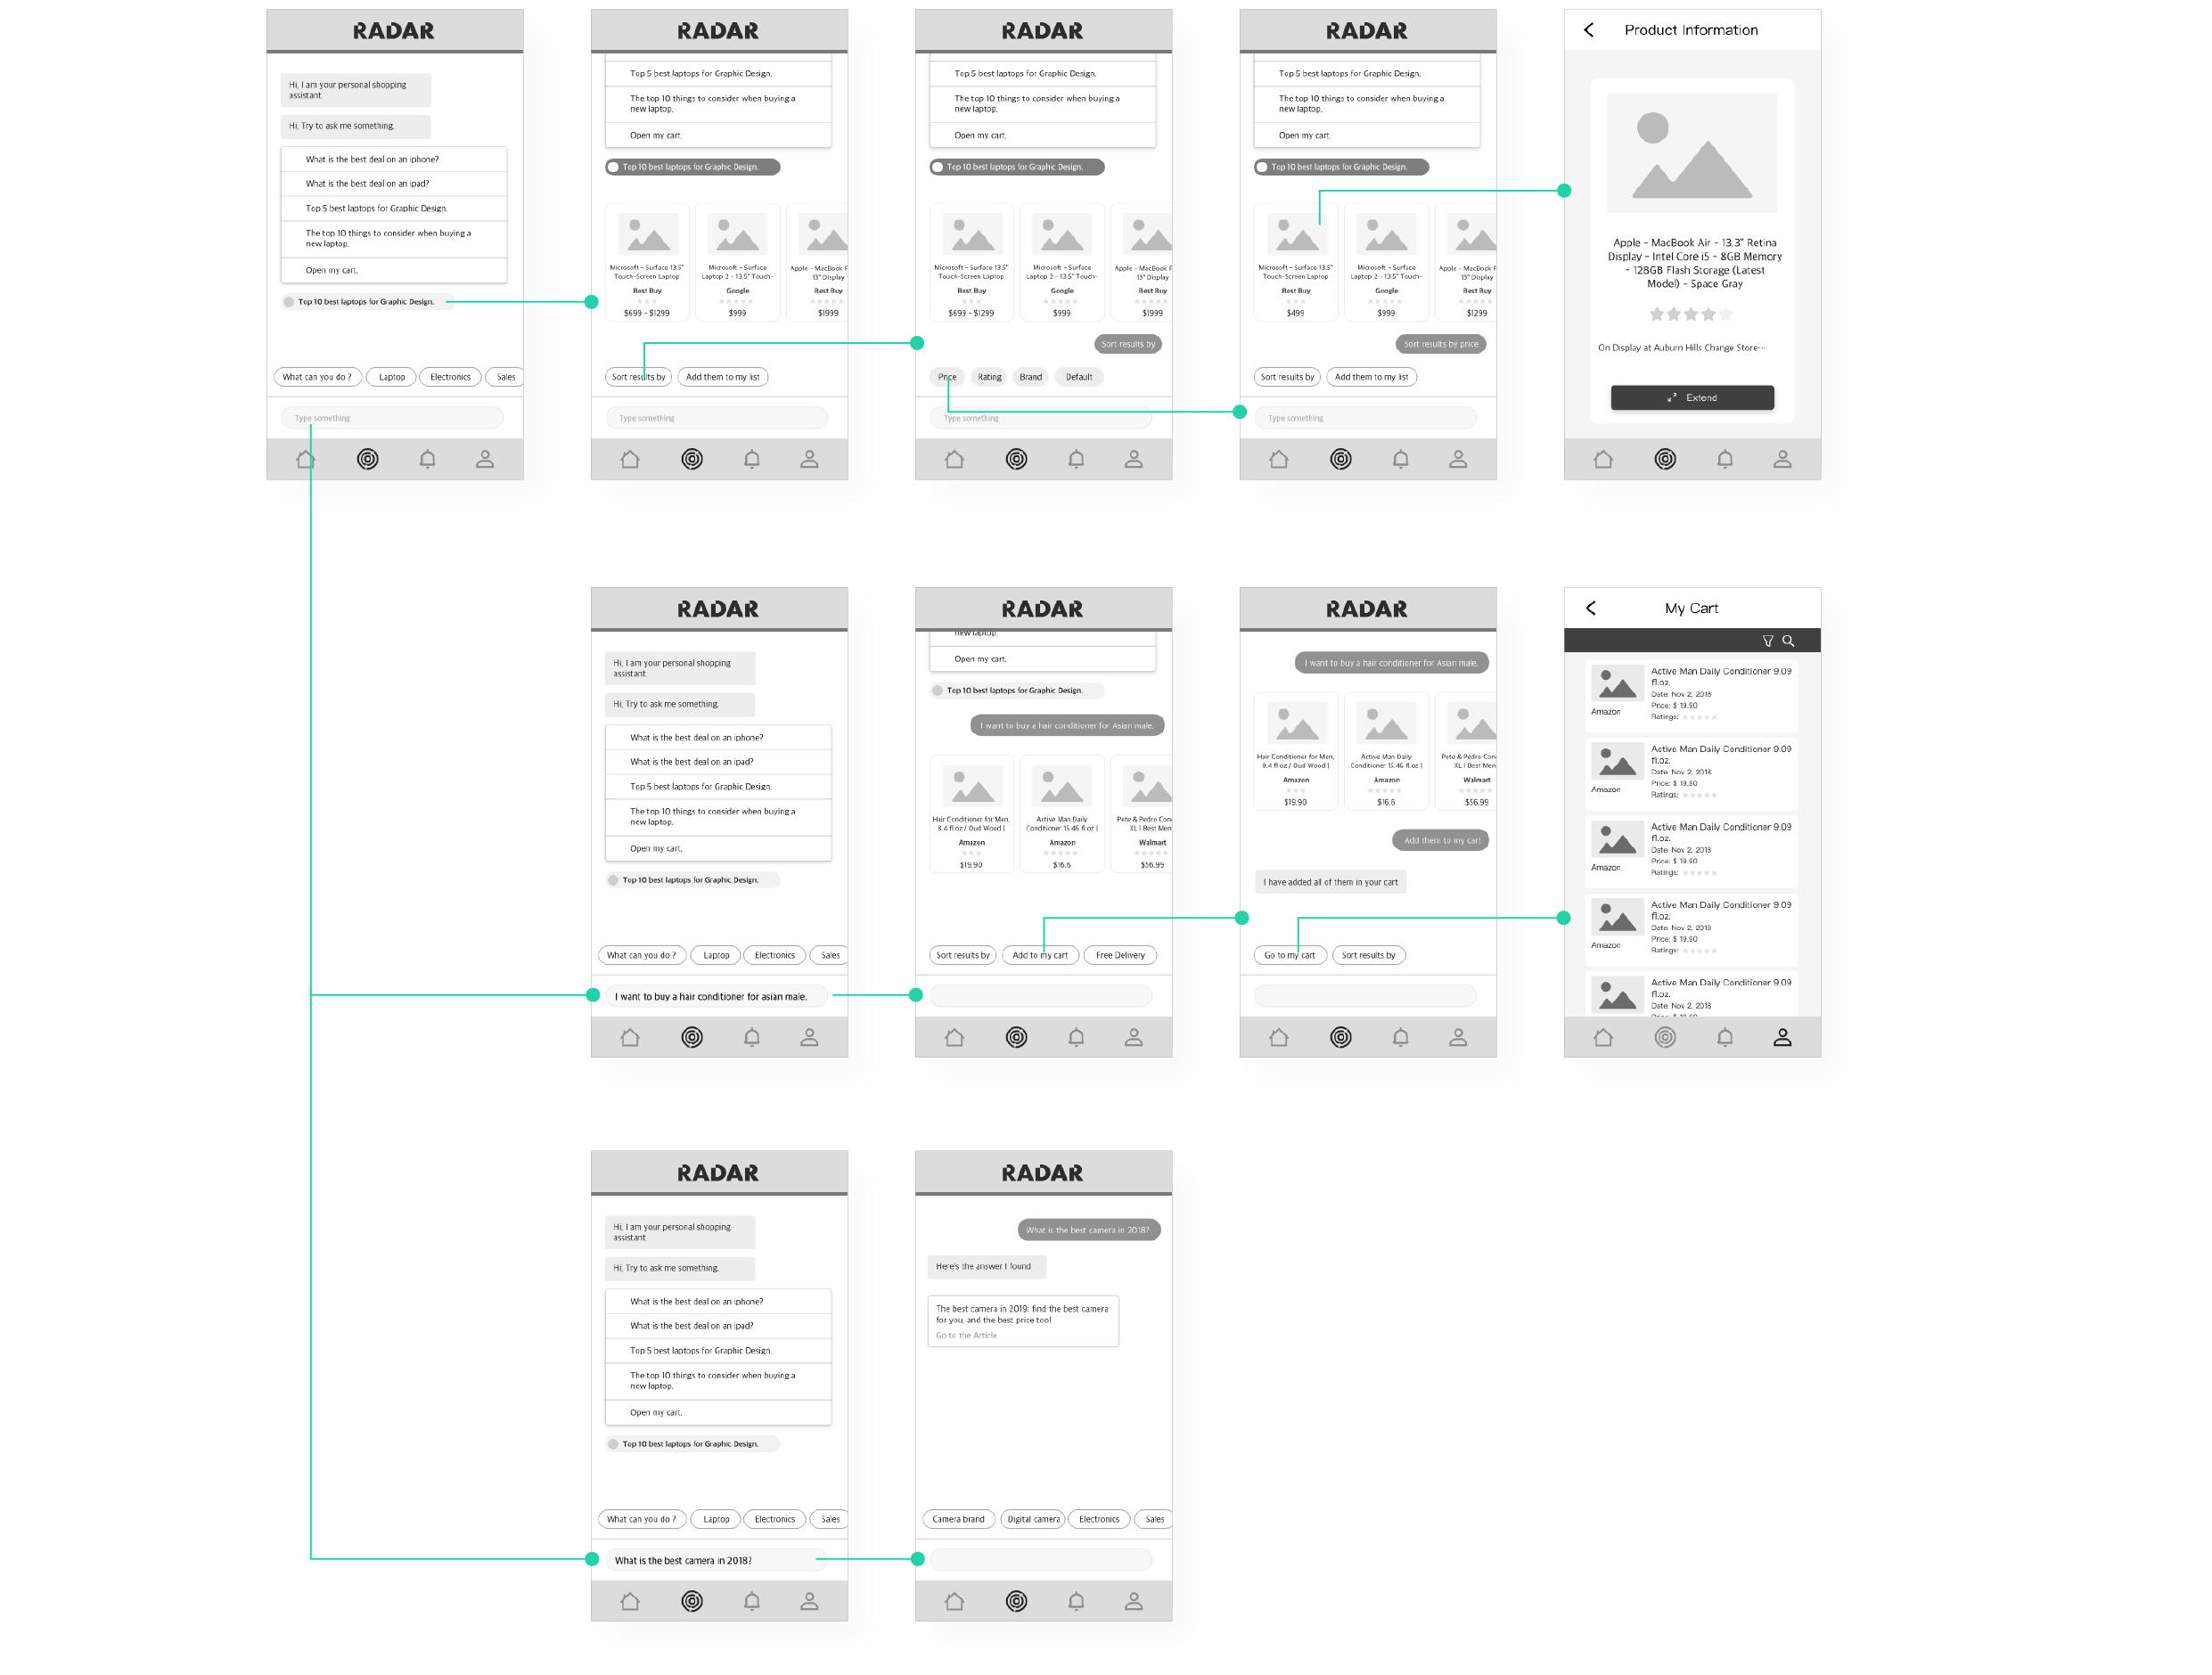 RADAR
Hi, I am your personal shopping
assistant.
Hi, Try to ask me something.
What is the best deal on an iphone?
What is the best deal on an ipad?
Top 5 best laptops for Graphic Design.
The top 10 things to consider when buying a
new laptop.
Open my cart.
Top 10 best laptops for Graphic Design.
What can you do ? Laptop Electronics Sales
Type something
RADAR
Top 5 best laptops for Graphic Design.
The top 10 things to consider when buying a
new laptop.
Open my cart.
Top 10 best laptops for Graphic Design.
Microsoft - Surface 13.5" Microsoft - Surface Apple - MacBook P
Touch-Screen Laptop Laptop 2 - 13.5" Touch- 13" Display
Best Buy Google Best Buy
$699 - $1299 $999 $1999
Sort results by Add them to my list
Type something
RADAR
Top 5 best laptops for Graphic Design.
The top 10 things to consider when buying a
new laptop.
Open my cart.
Top 10 best laptops for Graphic Design.
Microsoft - Surface 13.5" Microsoft - Surface Apple - MacBook P
Touch-Screen Laptop Laptop 2 - 13.5" Touch- 13" Display
Best Buy Google Best Buy
$699 - $1299 $999 $1999
Sort results by
Price Rating Brand Default
Type something
RADAR
Top 5 best laptops for Graphic Design.
The top 10 things to consider when buying a
new laptop.
Open my cart.
Top 10 best laptops for Graphic Design.
Microsoft - Surface 13.5" Microsoft - Surface Apple - MacBook P
Touch-Screen Laptop Laptop 2 - 13.5" Touch- 13" Display
Best Buy Google Best Buy
$499 $999 $1299
Sort results by price
Sort results by Add them to my list
Type something
Product Information
Apple - MacBook Air - 13.3" Retina
Display - Intel Core i5 - 8GB Memory
- 128GB Flash Storage (Latest
Model) - Space Gray
On Display at Auburn Hills Change Store···
Extend
RADAR
Hi, I am your personal shopping
assistant.
Hi, Try to ask me something.
What is the best deal on an iphone?
What is the best deal on an ipad?
Top 5 best laptops for Graphic Design.
The top 10 things to consider when buying a
new laptop.
Open my cart.
Top 10 best laptops for Graphic Design.
What can you do ? Laptop Electronics Sales
I want to buy a hair conditioner for asian male.
RADAR
new laptop.
Open my cart.
Top 10 best laptops for Graphic Design.
I want to buy a hair conditioner for Asian male.
Hair Conditioner for Men, Active Man Daily Pete & Pedro Con
8.4 fl oz / Oud Wood | Conditioner 15.46 fl.oz | XL | Best Men
Amazon Amazon Walmart
$19.90 $16.6 $56.99
Sort results by Add to my cart Free Delivery
RADAR
I want to buy a hair conditioner for Asian male.
Hair Conditioner for Men, Active Man Daily Pete & Pedro Con
8.4 fl oz / Oud Wood | Conditioner 15.46 fl.oz | XL | Best Men
Amazon Amazon Walmart
$19.90 $16.6 $56.99
Add them to my cart
I have added all of them in your cart
Go to my cart Sort results by
My Cart
Active Man Daily Conditioner 9.09
fl.oz.
Date: Nov 2, 2018
Price: $ 19.90
Amazon
Ratings:
Active Man Daily Conditioner 9.09
fl.oz.
Date: Nov 2, 2018
Price: $ 19.90
Amazon
Ratings:
Active Man Daily Conditioner 9.09
fl.oz.
Date: Nov 2, 2018
Price: $ 19.90
Amazon
Ratings:
Active Man Daily Conditioner 9.09
fl.oz.
Date: Nov 2, 2018
Price: $ 19.90
Amazon
Ratings:
Active Man Daily Conditioner 9.09
fl.oz.
Date: Nov 2, 2018
RADAR
Hi, I am your personal shopping
assistant.
Hi, Try to ask me something.
What is the best deal on an iphone?
What is the best deal on an ipad?
Top 5 best laptops for Graphic Design.
The top 10 things to consider when buying a
new laptop.
Open my cart.
Top 10 best laptops for Graphic Design.
What can you do ? Laptop Electronics Sales
What is the best camera in 2018?
RADAR
What is the best camera in 2018?
Here's the answer I found
The best camera in 2019: find the best camera
for you, and the best price too!
Go to the Article
Camera brand Digital camera Electronics Sales